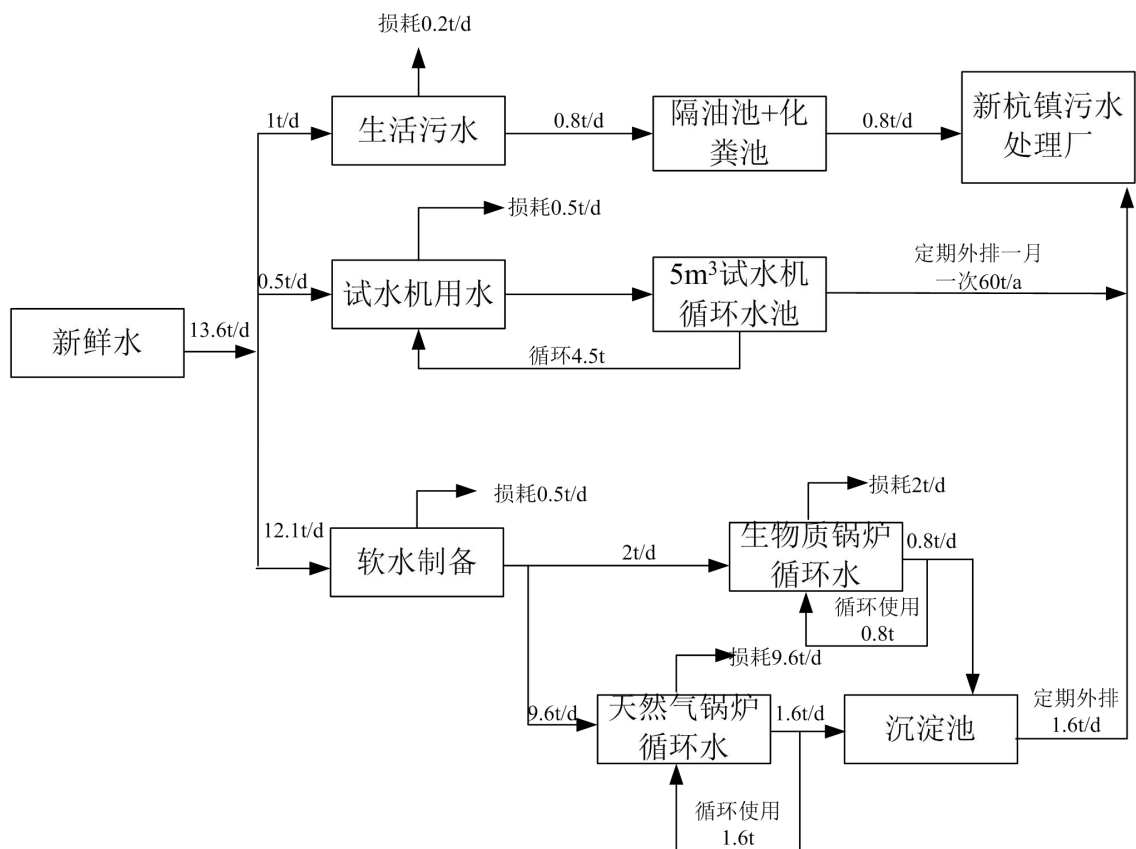 损耗0.2t/d
1t/d
生活污水
0.8t/d
隔油池+化
粪池
0.8t/d
新杭镇污水
处理厂
损耗0.5t/d
0.5t/d
试水机用水
5m³试水机
循环水池
定期外排一月
一次60t/a
循环4.5t
新鲜水
13.6t/d
损耗0.5t/d
12.1t/d
软水制备
2t/d
损耗2t/d
生物质锅炉
循环水
0.8t/d
循环使用
0.8t
损耗9.6t/d
9.6t/d
天然气锅炉
循环水
1.6t/d
沉淀池
定期外排
1.6t/d
循环使用
1.6t